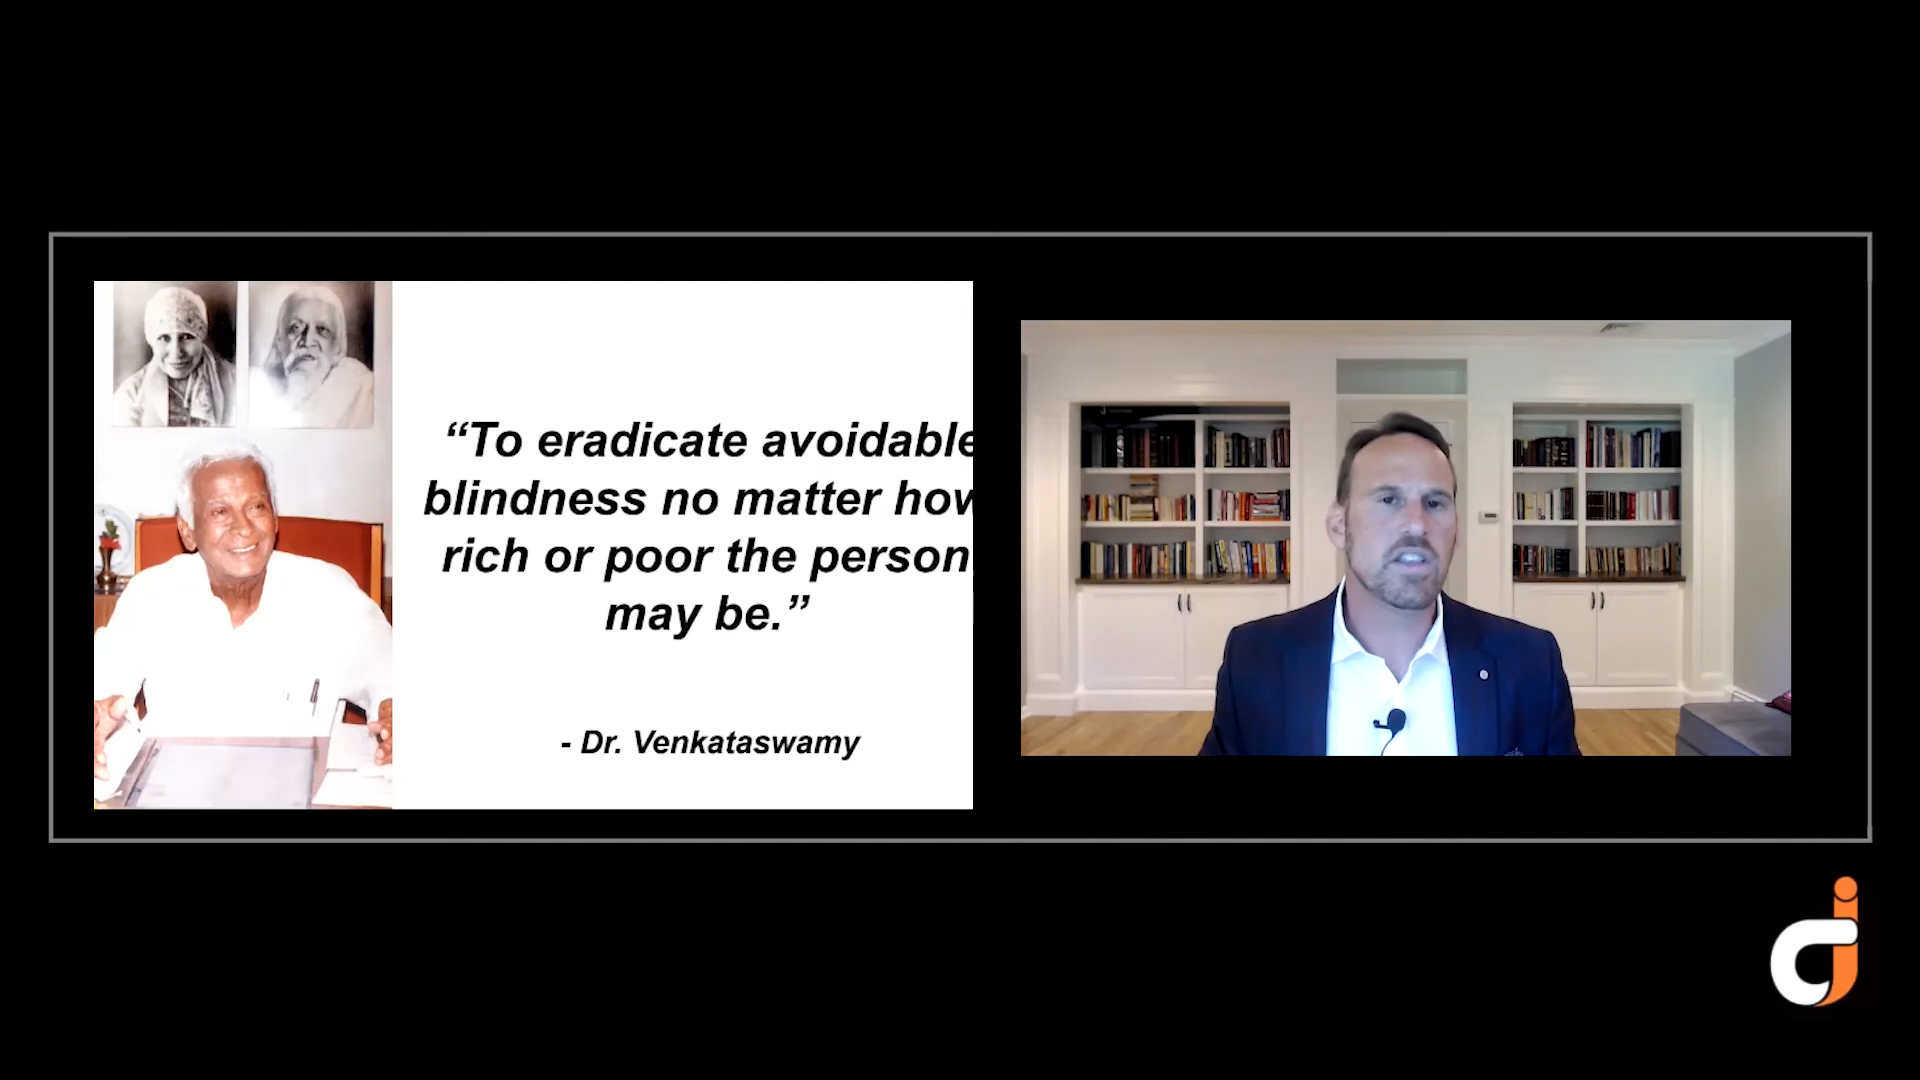 “To eradicate avoidable
blindness no matter how
rich or poor the person
may be.”
- Dr. Venkataswamy